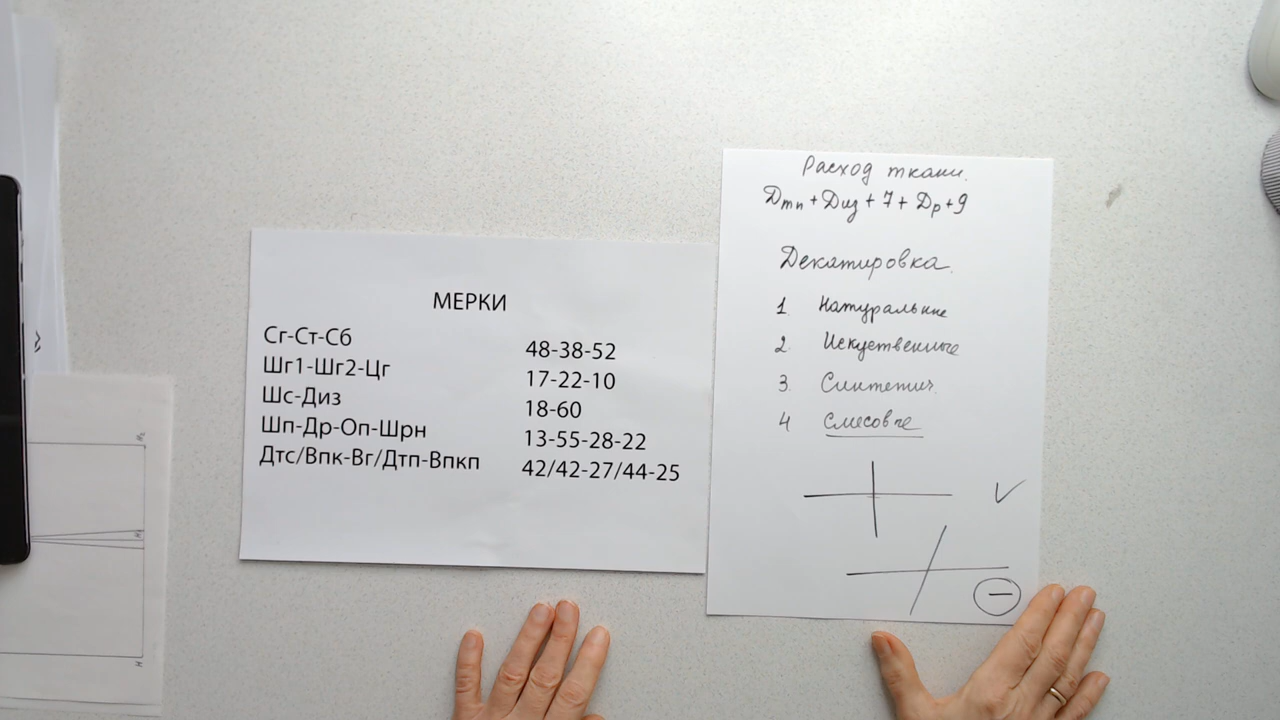 МЕРКИ
Сг-Ст-Сб 48-38-52
Шг1-Шг2-Цг 17-22-10
Шс-Диз 18-60
Шп-Др-Оп-Шрн 13-55-28-22
Дтс/Впк-Вг/Дтп-Впкп 42/42-27/44-25
Расход ткани.
Дтп + Диз + 7 + Др + 9
Декатировка.
1. Натуральные
2. Искуственные
3. Синтетич.
4 Смесовые